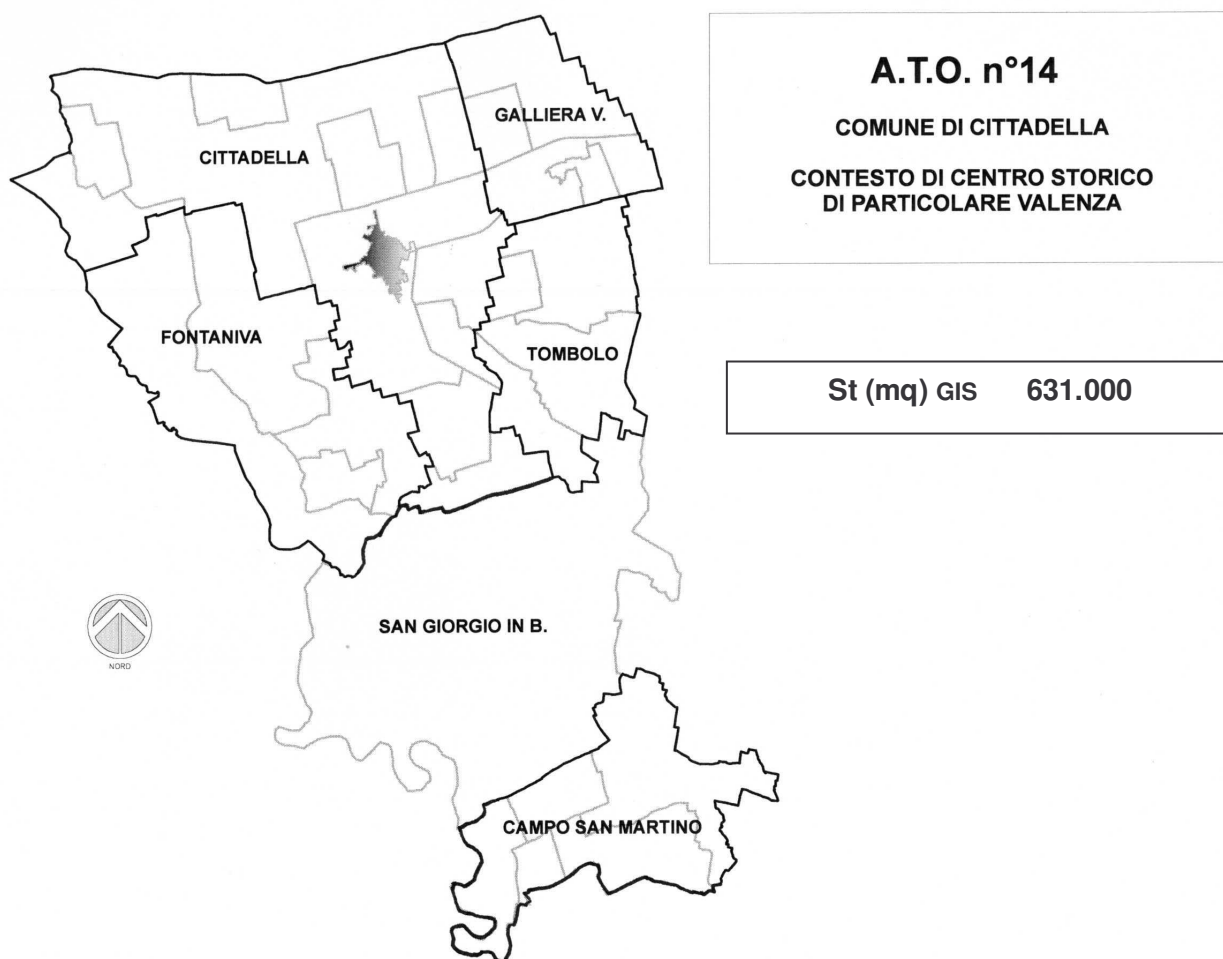 A.T.O. n°14
COMUNE DI CITTADELLA
CONTESTO DI CENTRO STORICO
DI PARTICOLARE VALENZA
GALLIERA V.
CITTADELLA
FONTANIVA
TOMBOLO
St (mq) GIS 631.000
SAN GIORGIO IN B.
NORD
CAMPO SAN MARTINO